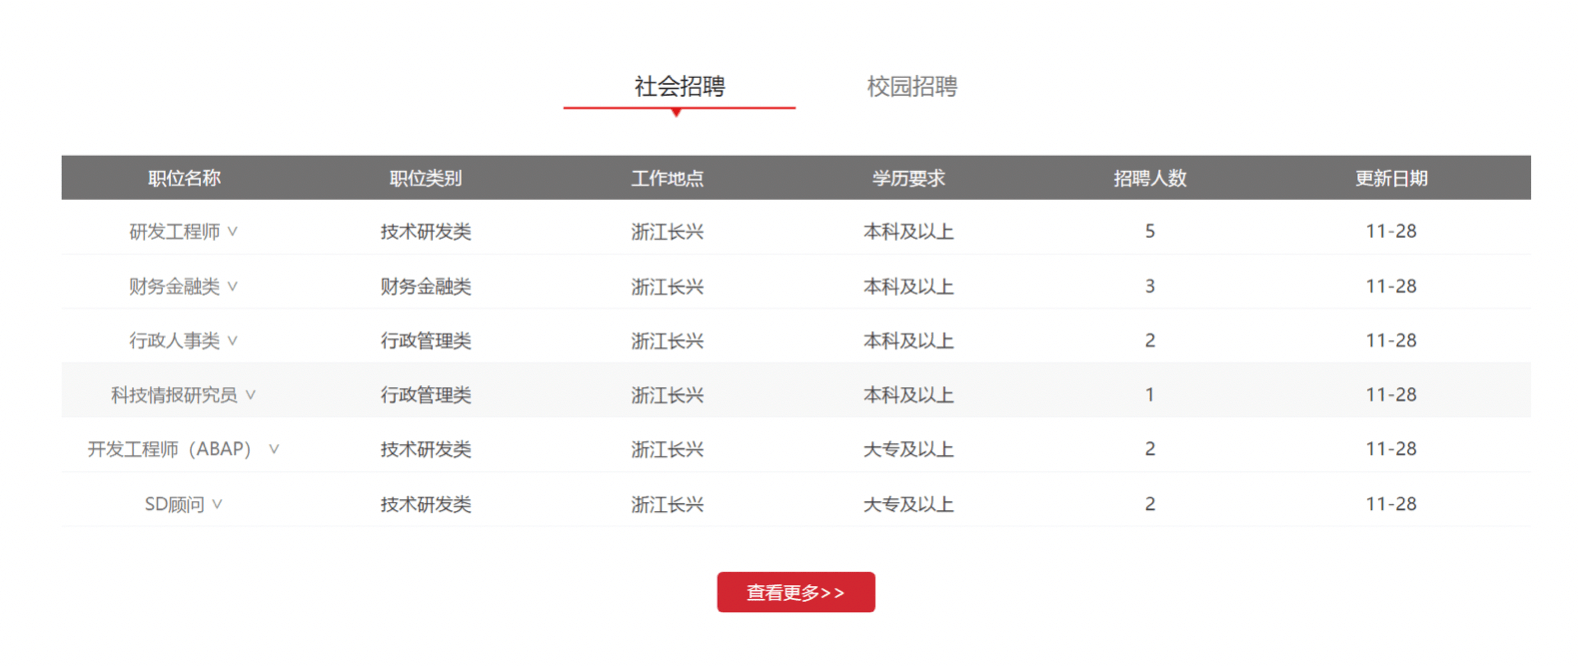 社会招聘 校园招聘
职位名称 职位类别 工作地点 学历要求 招聘人数 更新日期
研发工程师 技术研发类 浙江长兴 本科及以上 5 11-28
财务金融类 财务金融类 浙江长兴 本科及以上 3 11-28
行政人事类 行政管理类 浙江长兴 本科及以上 2 11-28
科技情报研究员 行政管理类 浙江长兴 本科及以上 1 11-28
开发工程师（ABAP） 技术研发类 浙江长兴 大专及以上 2 11-28
SD顾问 技术研发类 浙江长兴 大专及以上 2 11-28
查看更多>>